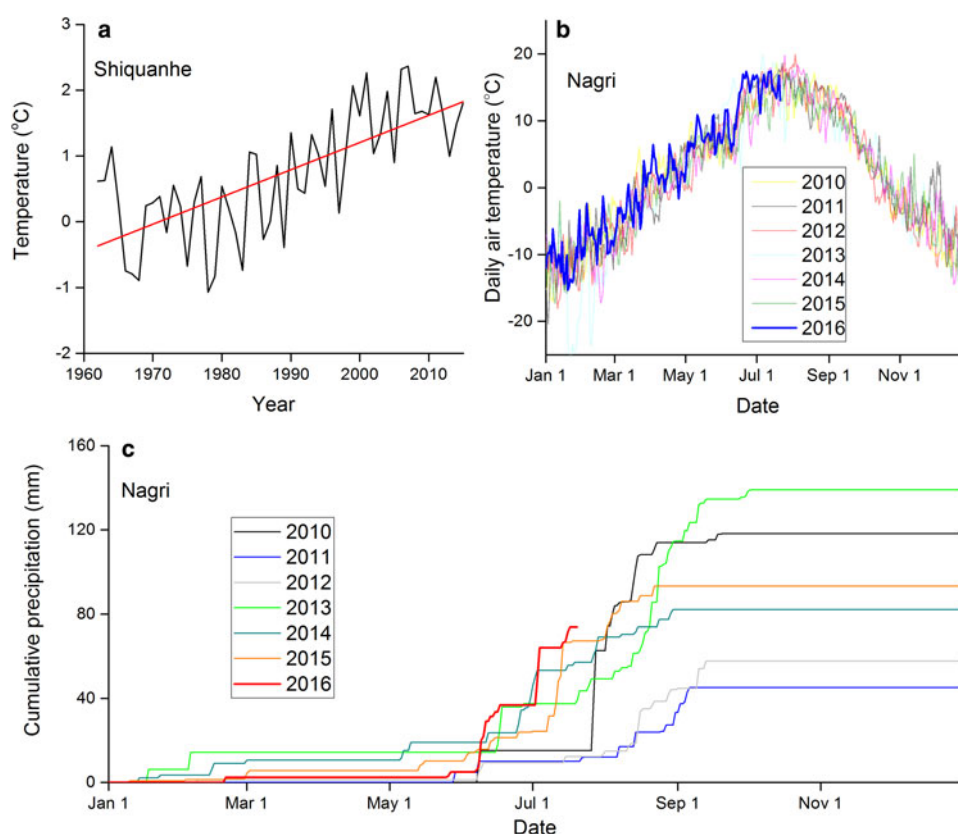 a
Shiquanhe
Temperature (°C)
3
2
1
0
-1
-2
1960 1970 1980 1990 2000 2010
Year
b
Nagri
Daily air temperature (°C)
20
10
0
-10
-20
2010
2011
2012
2013
2014
2015
2016
Jan 1 Mar 1 May 1 Jul 1 Sep 1 Nov 1
Date
c
Nagri
Cumulative precipitation (mm)
160
120
80
40
0
2010
2011
2012
2013
2014
2015
2016
Jan 1 Mar 1 May 1 Jul 1 Sep 1 Nov 1
Date